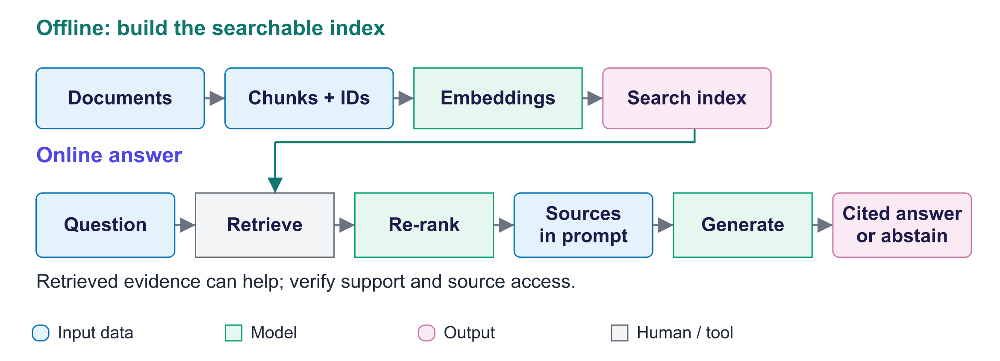 Offline: build the searchable index
Documents
Chunks + IDs
Embeddings
Search index
Online answer
Question
Retrieve
Re-rank
Sources
in prompt
Generate
Cited answer
or abstain
Retrieved evidence can help; verify support and source access.
Input data
Model
Output
Human / tool